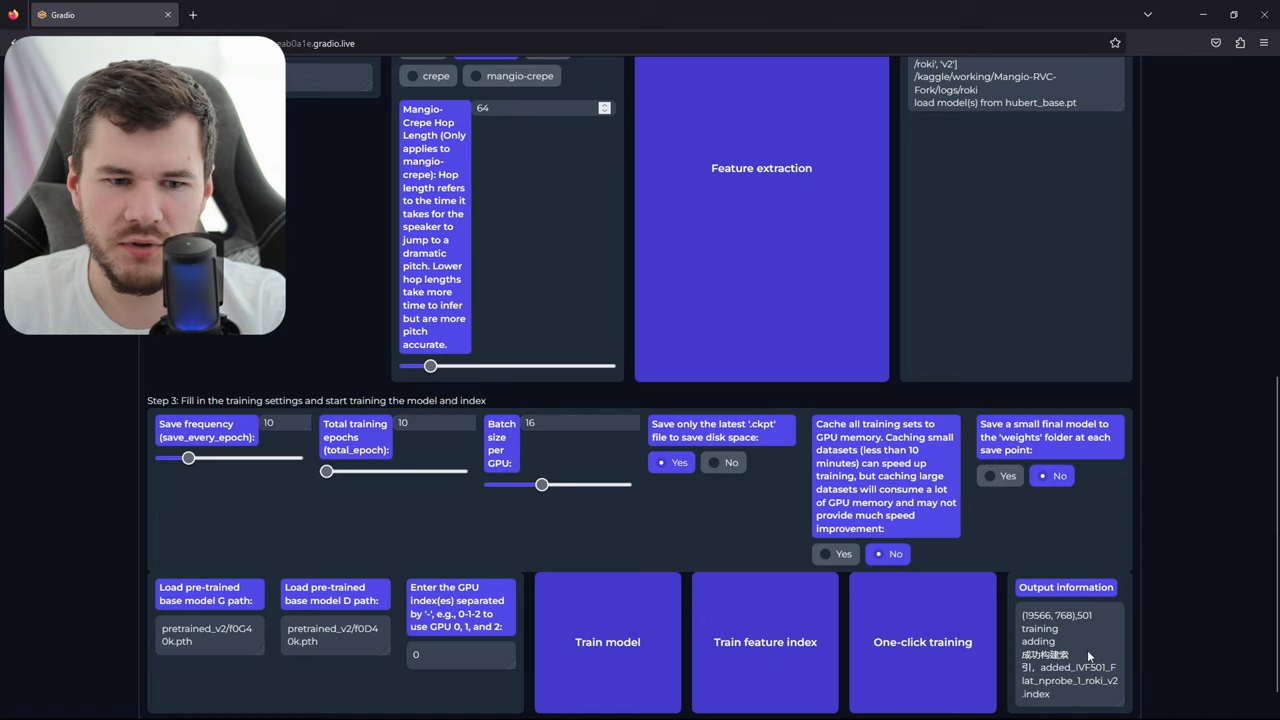 Gradio
ab0a1e.gradio.live
crepe
mangio-crepe
/roki', 'v2']
/kaggle/working/Mangio-RVC-
Fork/logs/roki
load model(s) from hubert_base.pt
Mangio-
Crepe Hop
Length (Only
applies to
mangio-
crepe): Hop
length refers
to the time it
takes for the
speaker to
jump to a
dramatic
pitch. Lower
hop lengths
take more
time to infer
but are more
pitch
accurate.
64
Feature extraction
Step 3: Fill in the training settings and start training the model and index
Save frequency
(save_every_epoch):
10
Total training
epochs
(total_epoch):
10
Batch
size
per
GPU:
16
Save only the latest '.ckpt'
file to save disk space:
Yes
No
Cache all training sets to
GPU memory. Caching small
datasets (less than 10
minutes) can speed up
training, but caching large
datasets will consume a lot
of GPU memory and may not
provide much speed
improvement:
Yes
No
Save a small final model to
the 'weights' folder at each
save point:
Yes
No
Load pre-trained
base model G path:
pretrained_v2/f0G4
0k.pth
Load pre-trained
base model D path:
pretrained_v2/f0D4
0k.pth
Enter the GPU
index(es) separated
by '-', e.g., 0-1-2 to
use GPU 0, 1, and 2:
0
Train model
Train feature index
One-click training
Output information
(19566, 768),501
training
adding
成功构建索
引，added_IVF501_F
lat_nprobe_1_roki_v2
.index